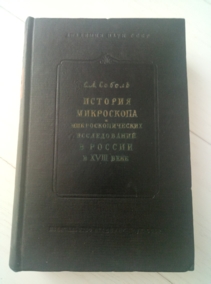 С.Л. Соболь
ИСТОРИЯ
МИКРОСКОПА
И
МИКРОСКОПИЧЕСКИХ
ИССЛЕДОВАНИЙ
В РОССИИ
В XVIII ВЕКЕ